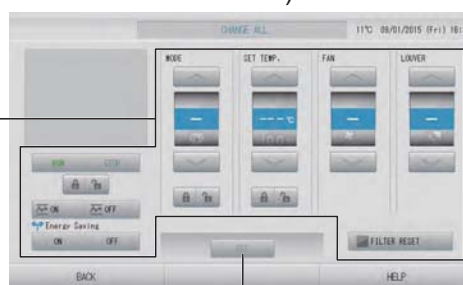 CHANGE ALL 11℃ 09/01/2015 (Fri) 16:
MODE SET TEMP. FAN LOUVER
— ---℃ — —
RUN STOP
ON OFF
Energy Saving
ON OFF
SET FILTER RESET
BACK HELP